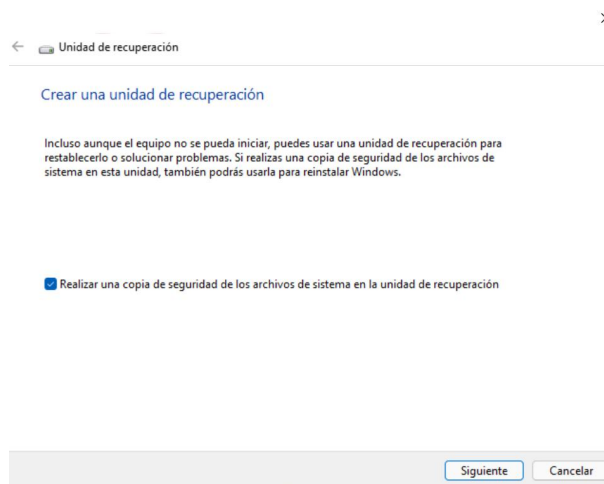 Unidad de recuperación
Crear una unidad de recuperación
Incluso aunque el equipo no se pueda iniciar, puedes usar una unidad de recuperación para
restablecerlo o solucionar problemas. Si realizas una copia de seguridad de los archivos de
sistema en esta unidad, también podrás usarla para reinstalar Windows.
Realizar una copia de seguridad de los archivos de sistema en la unidad de recuperación
Siguiente Cancelar